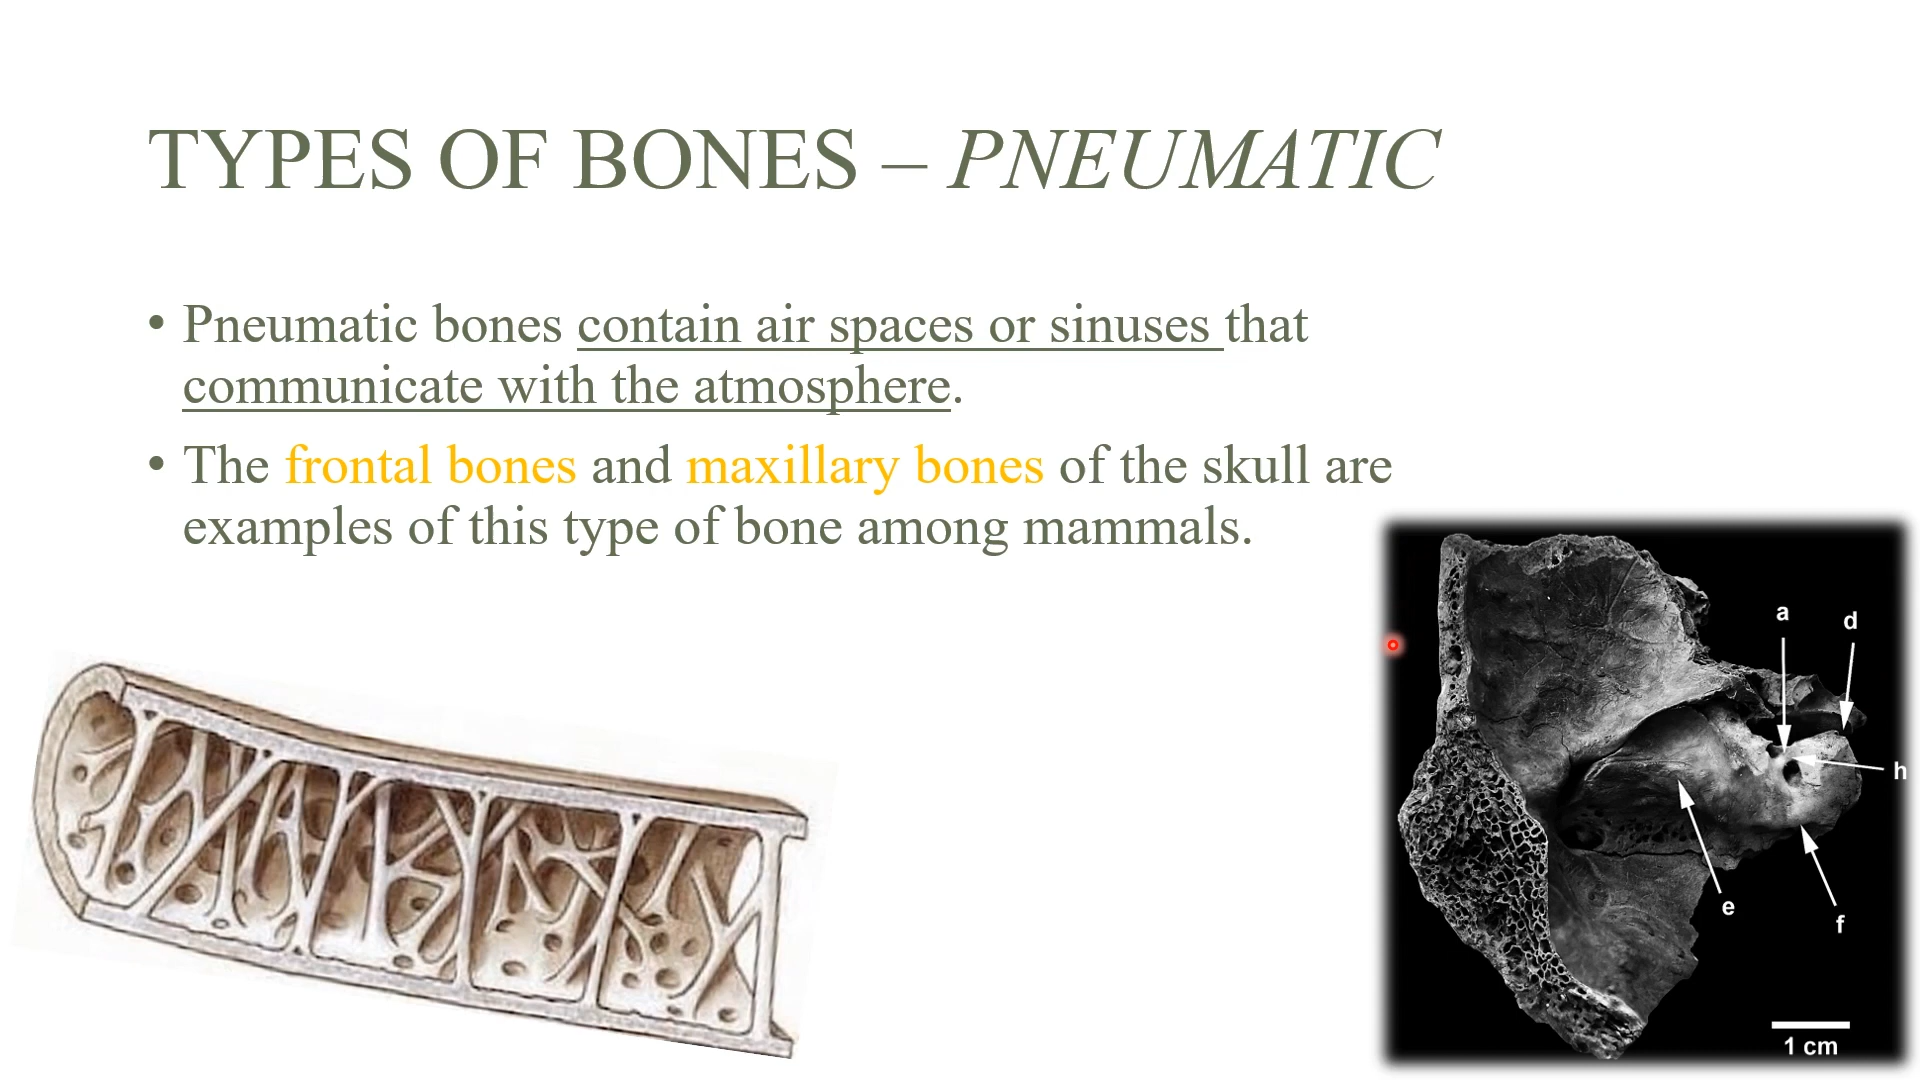 TYPES OF BONES – PNEUMATIC
• Pneumatic bones contain air spaces or sinuses that
communicate with the atmosphere.
• The frontal bones and maxillary bones of the skull are
examples of this type of bone among mammals.
a
d
h
e
f
1 cm